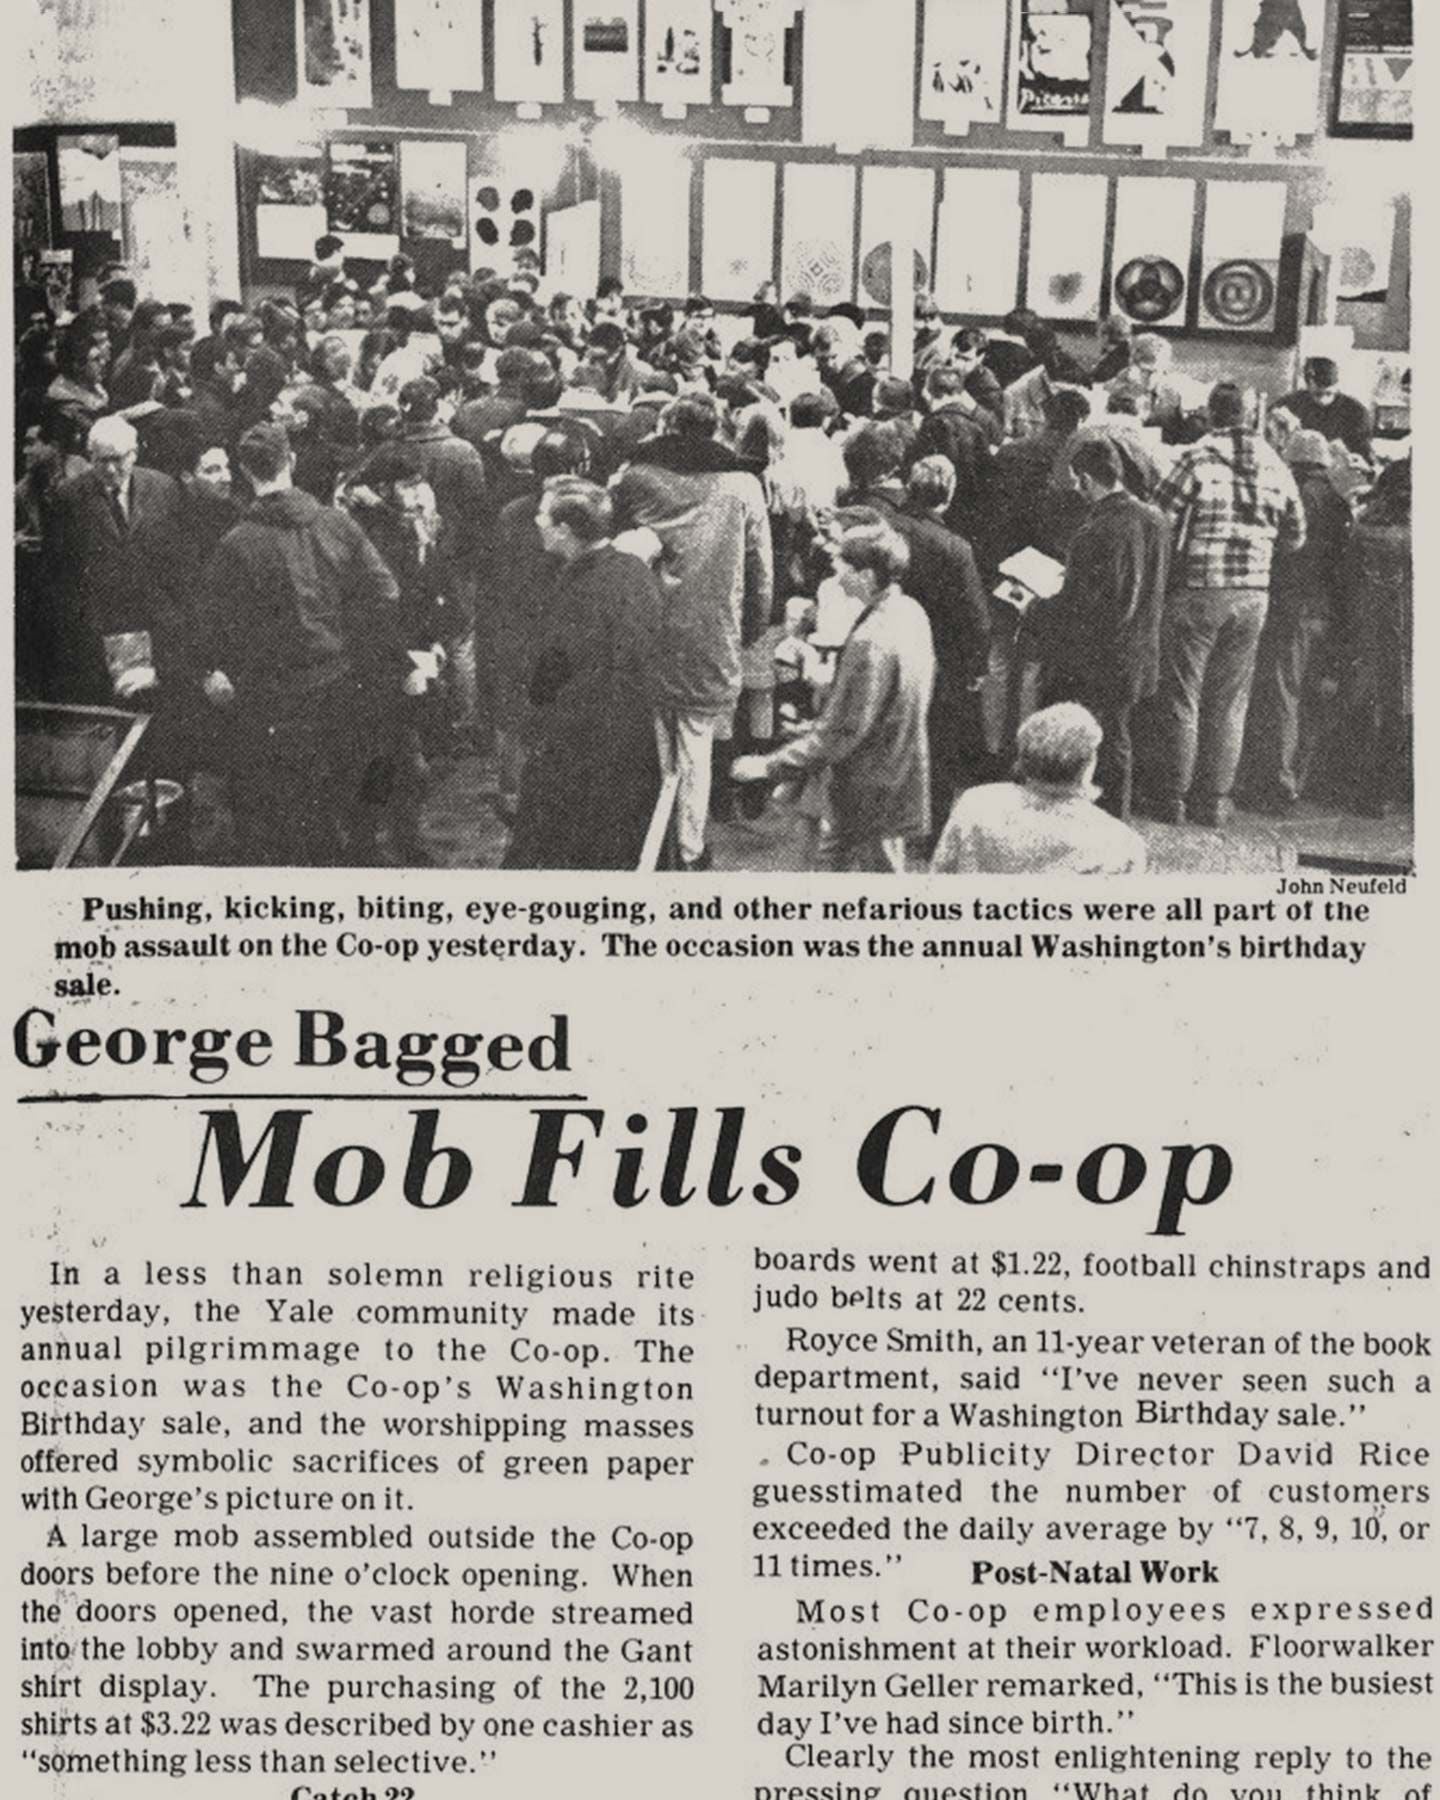 Picasso
John Neufeld
Pushing, kicking, biting, eye-gouging, and other nefarious tactics were all part of the
mob assault on the Co-op yesterday. The occasion was the annual Washington's birthday
sale.
George Bagged
Mob Fills Co-op
In a less than solemn religious rite
yesterday, the Yale community made its
annual pilgrimmage to the Co-op. The
occasion was the Co-op's Washington
Birthday sale, and the worshipping masses
offered symbolic sacrifices of green paper
with George's picture on it.
A large mob assembled outside the Co-op
doors before the nine o'clock opening. When
the doors opened, the vast horde streamed
into the lobby and swarmed around the Gant
shirt display. The purchasing of the 2,100
shirts at $3.22 was described by one cashier as
"something less than selective."
Catch 22
boards went at $1.22, football chinstraps and
judo belts at 22 cents.
Royce Smith, an 11-year veteran of the book
department, said "I've never seen such a
turnout for a Washington Birthday sale."
Co-op Publicity Director David Rice
guesstimated the number of customers
exceeded the daily average by "7, 8, 9, 10, or
11 times."
Post-Natal Work
Most Co-op employees expressed
astonishment at their workload. Floorwalker
Marilyn Geller remarked, "This is the busiest
day I've had since birth."
Clearly the most enlightening reply to the
pressing question "What do you think of